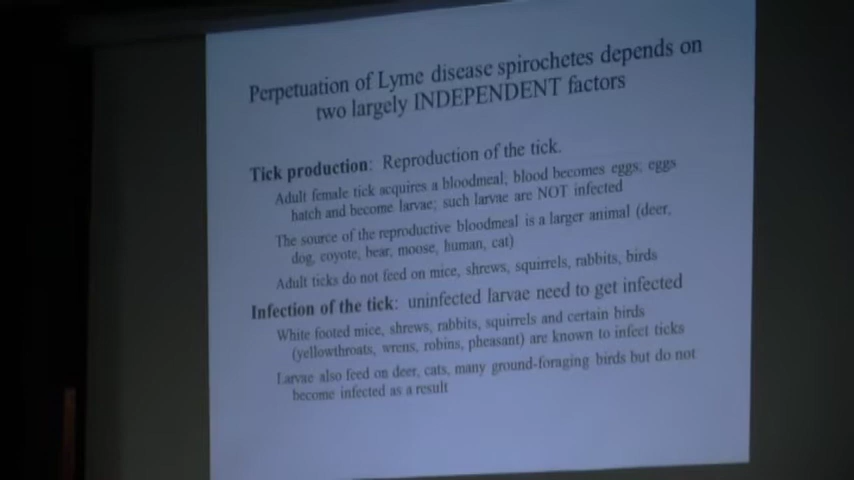 Perpetuation of Lyme disease spirochetes depends on
two largely INDEPENDENT factors
Tick production: Reproduction of the tick.
Adult female tick acquires a bloodmeal; blood becomes eggs; eggs
hatch and become larvae; such larvae are NOT infected
The source of the reproductive bloodmeal is a larger animal (deer,
dog, coyote, bear, moose, human, cat)
Adult ticks do not feed on mice, shrews, squirrels, rabbits, birds
Infection of the tick: uninfected larvae need to get infected
White footed mice, shrews, rabbits, squirrels and certain birds
(yellowthroats, wrens, robins, pheasant) are known to infect ticks
Larvae also feed on deer, cats, many ground-foraging birds but do not
become infected as a result